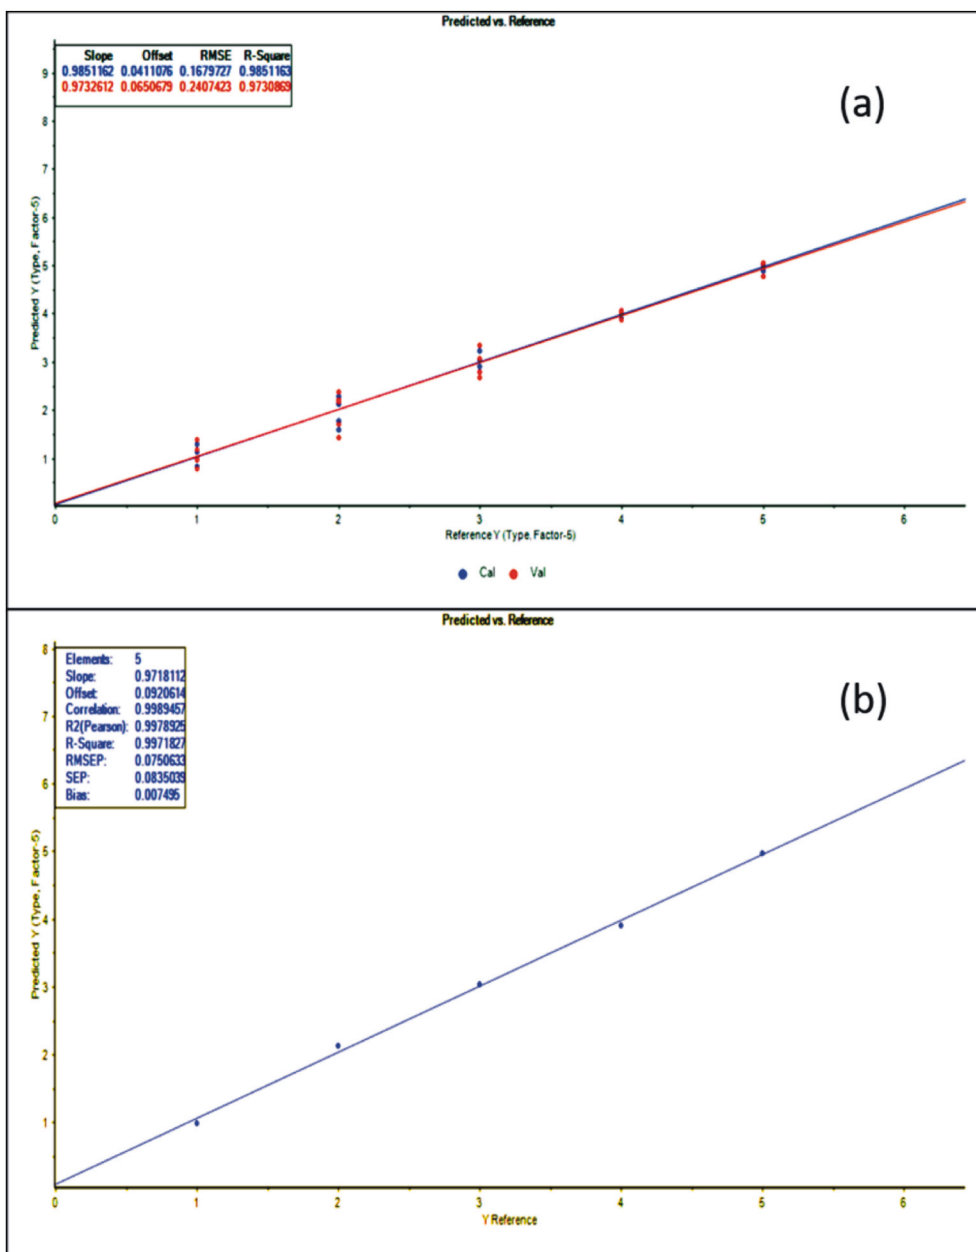 Predicted vs. Reference
Slope Offset RMSE R-Square
0.9851162 0.0411076 0.1679727 0.9851163
0.9732612 0.0650679 0.2407423 0.9730869
(a)
9
8
7
6
5
4
3
2
1
Predicted Y (Type, Factor-5)
0 1 2 3 4 5 6
Reference Y (Type, Factor-5)
Cal Val
Predicted vs. Reference
Elements: 5
Slope: 0.9718112
Offset: 0.0920614
Correlation: 0.9989457
R2(Pearson): 0.9978925
R-Square: 0.9971827
RMSEP: 0.0750633
SEP: 0.0835039
Bias: 0.007495
(b)
8
7
6
5
4
3
2
1
Predicted Y (Type, Factor-5)
0 1 2 3 4 5 6
Y Reference